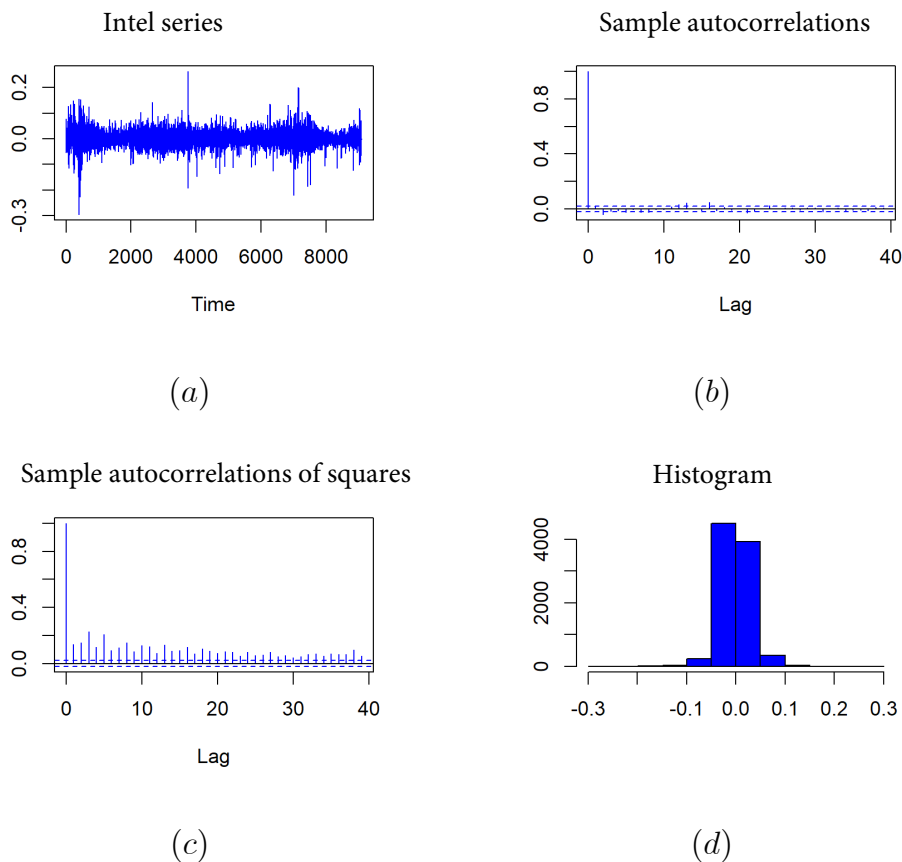 Intel series
0.2
0.0
-0.3
0 2000 4000 6000 8000
Time
(a)
Sample autocorrelations
0.8
0.4
0.0
0 10 20 30 40
Lag
(b)
Sample autocorrelations of squares
0.8
0.4
0.0
0 10 20 30 40
Lag
(c)
Histogram
4000
2000
0
-0.3 -0.1 0.0 0.1 0.2 0.3
(d)